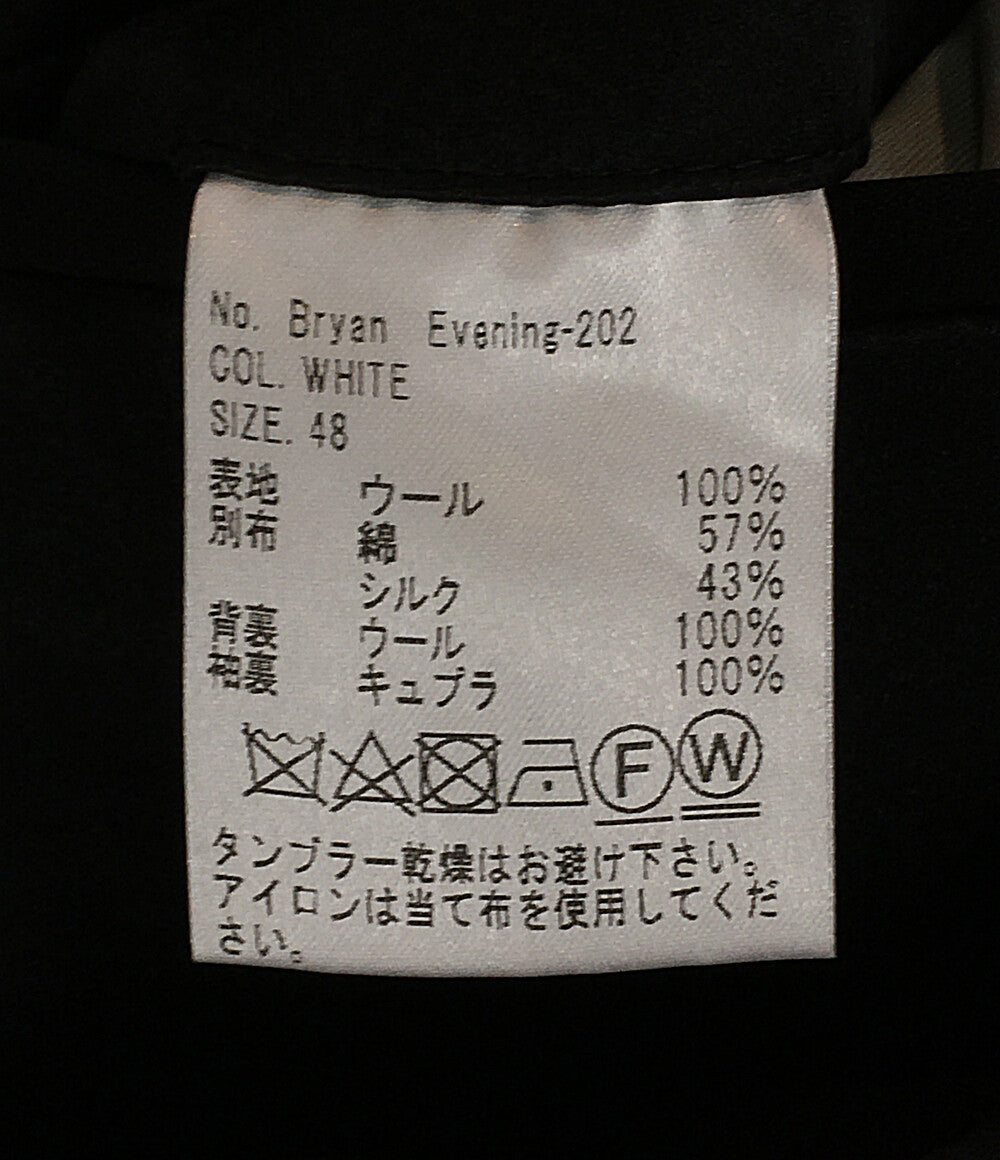 No. Bryan Evening-202
COL. WHITE
SIZE. 48
表地 ウール 100%
別布 綿 57%
シルク 43%
背裏 ウール 100%
袖裏 キュプラ 100%
F W
タンブラー乾燥はお避け下さい。
アイロンは当て布を使用してくだ
さい。